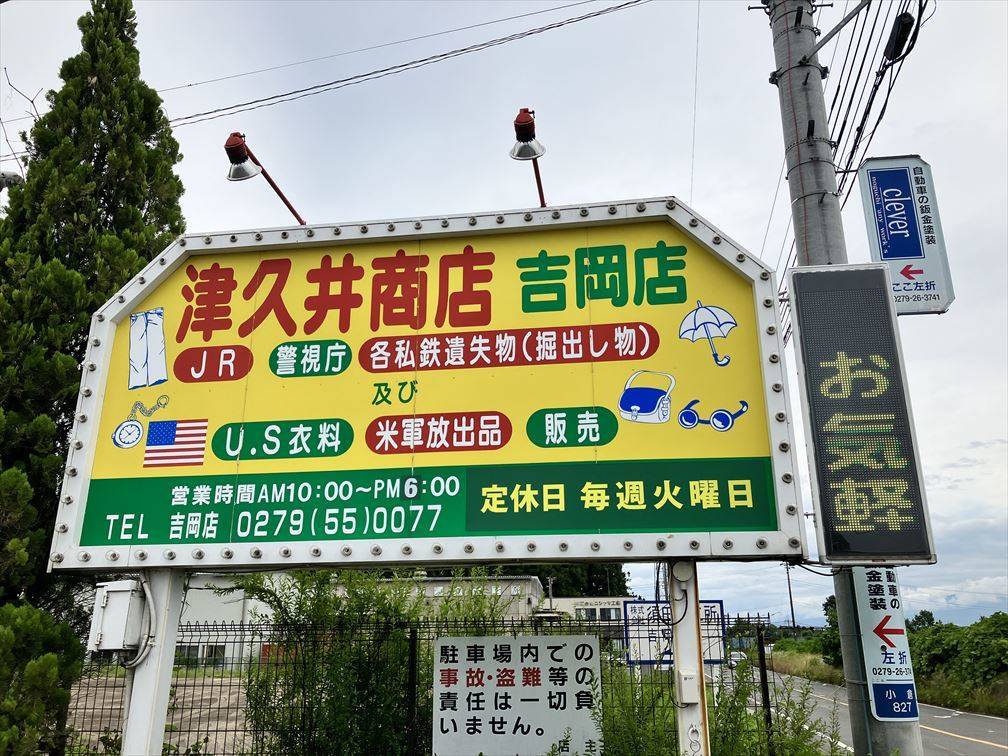 津久井商店 吉岡店
JR 警視庁 各私鉄遺失物(掘出し物)
及び
U.S衣料 米軍放出品 販売
営業時間AM10:00～PM6:00
TEL 吉岡店 0279(55)0077
定休日 毎週火曜日
お気軽
自動車の鈑金塗装
clever
ここ左折
0279-26-3741
駐車場内での
事故・盗難等の
責任は一切負
いません。
店主
金塗装
車の
左折
0279-26-374
小倉
827
株式